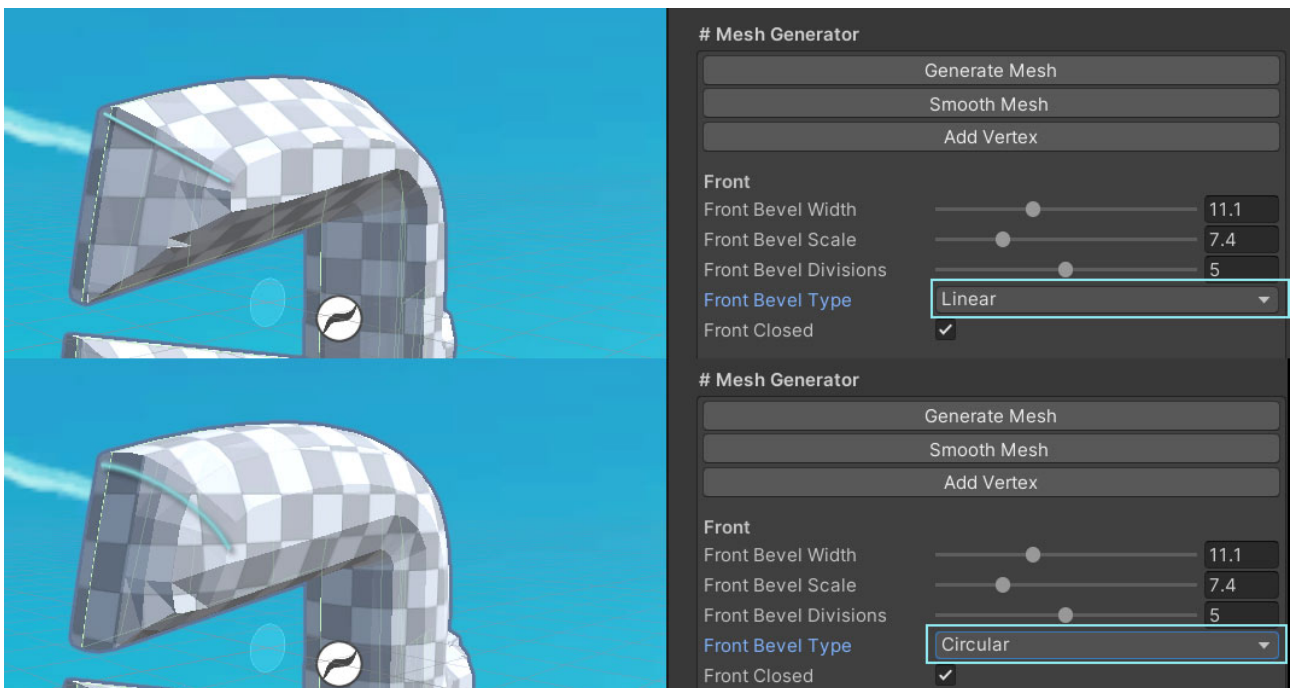 # Mesh Generator
Generate Mesh
Smooth Mesh
Add Vertex
Front
Front Bevel Width 11.1
Front Bevel Scale 7.4
Front Bevel Divisions 5
Front Bevel Type Linear
Front Closed
# Mesh Generator
Generate Mesh
Smooth Mesh
Add Vertex
Front
Front Bevel Width 11.1
Front Bevel Scale 7.4
Front Bevel Divisions 5
Front Bevel Type Circular
Front Closed